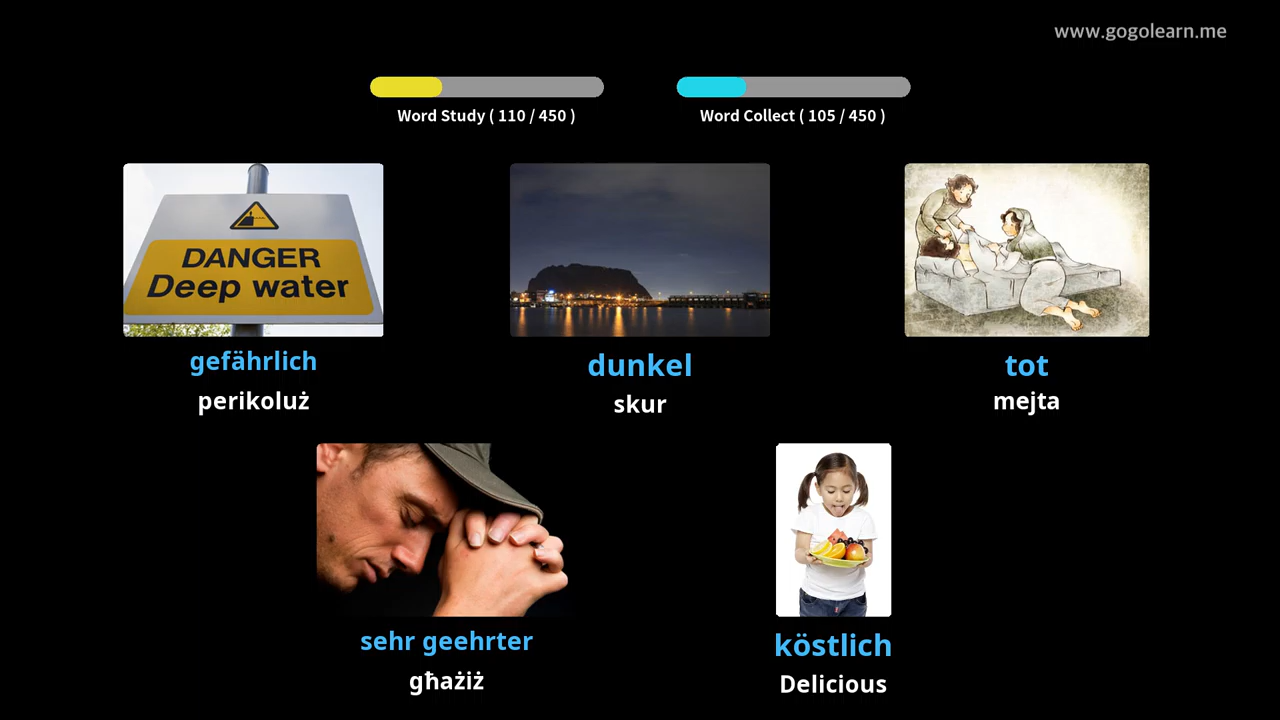 www.gogolearn.me
Word Study ( 110 / 450 )
Word Collect ( 105 / 450 )
DANGER
Deep water
gefährlich
perikoluż
dunkel
skur
tot
mejta
sehr geehrter
għażiż
köstlich
Delicious